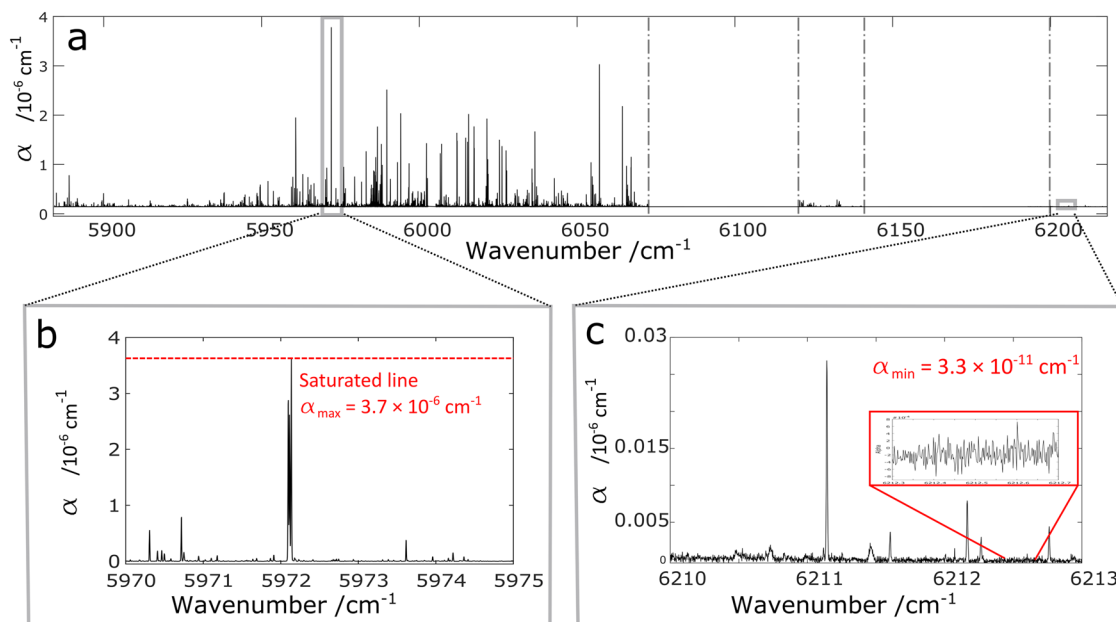 a
4
3
2
1
0
α /10⁻⁶ cm⁻¹
5900 5950 6000 6050 6100 6150 6200
Wavenumber /cm⁻¹
b
4
3
2
1
0
α /10⁻⁶ cm⁻¹
Saturated line
αmax = 3.7 × 10⁻⁶ cm⁻¹
5970 5971 5972 5973 5974 5975
Wavenumber /cm⁻¹
c
0.03
0.015
0.005
0
α /10⁻⁶ cm⁻¹
αmin = 3.3 × 10⁻¹¹ cm⁻¹
6210 6211 6212 6213
Wavenumber /cm⁻¹